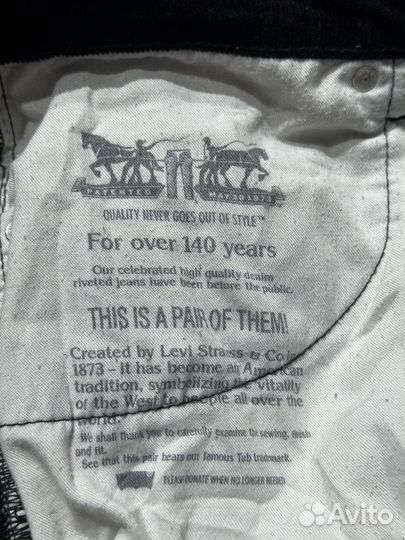 PATENTED MAY 20 1873
QUALITY NEVER GOES OUT OF STYLE™
For over 140 years
Our celebrated high quality denim
riveted jeans have been before the public.
THIS IS A PAIR OF THEM!
Created by Levi Strauss & Co in
1873 – it has become an American
tradition, symbolizing the vitality
of the West to people all over the
world.
We shall thank you to carefully examine the sewing, finish
and fit.
See that this pair bears our famous Tab trademark.
PLEASE DONATE WHEN NO LONGER NEEDED
Avito